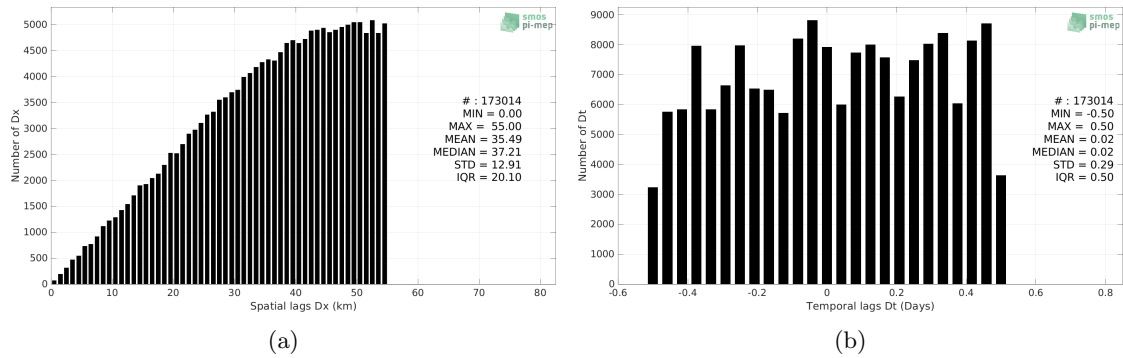 smos
pi-mep
5000
4500
4000
3500
3000
2500
2000
1500
1000
500
0
Number of Dx
# : 173014
MIN = 0.00
MAX = 55.00
MEAN = 35.49
MEDIAN = 37.21
STD = 12.91
IQR = 20.10
0 10 20 30 40 50 60 70 80
Spatial lags Dx (km)
(a)
smos
pi-mep
9000
8000
7000
6000
5000
4000
3000
2000
1000
0
Number of Dt
# : 173014
MIN = -0.50
MAX = 0.50
MEAN = 0.02
MEDIAN = 0.02
STD = 0.29
IQR = 0.50
-0.6 -0.4 -0.2 0 0.2 0.4 0.6 0.8
Temporal lags Dt (Days)
(b)